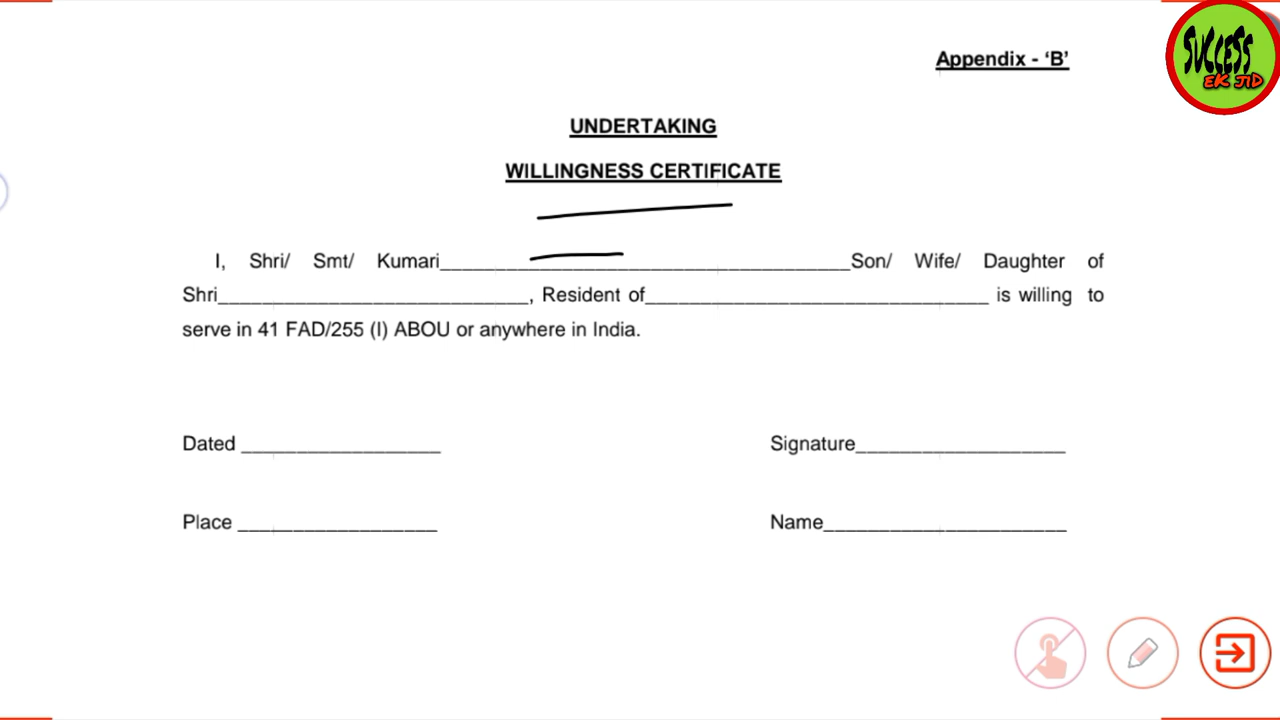 SUCCESS
EK JID
Appendix - ‘B’
UNDERTAKING
WILLINGNESS CERTIFICATE
I, Shri/ Smt/ Kumari_____________________________________Son/ Wife/ Daughter of
Shri____________________________, Resident of_______________________________ is willing to
serve in 41 FAD/255 (I) ABOU or anywhere in India.
Dated __________________ Signature___________________
Place __________________ Name______________________